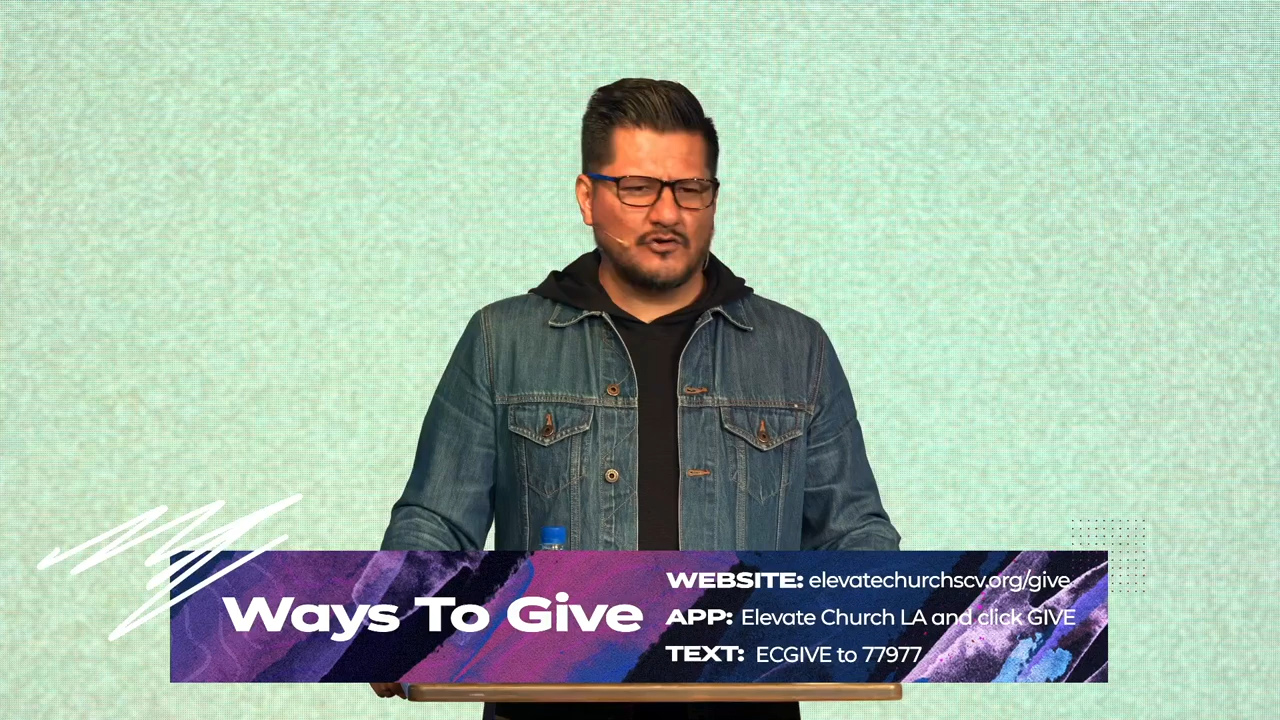 Ways To Give
WEBSITE: elevatechurchscv.org/give
APP: Elevate Church LA and click GIVE
TEXT: ECGIVE to 77977